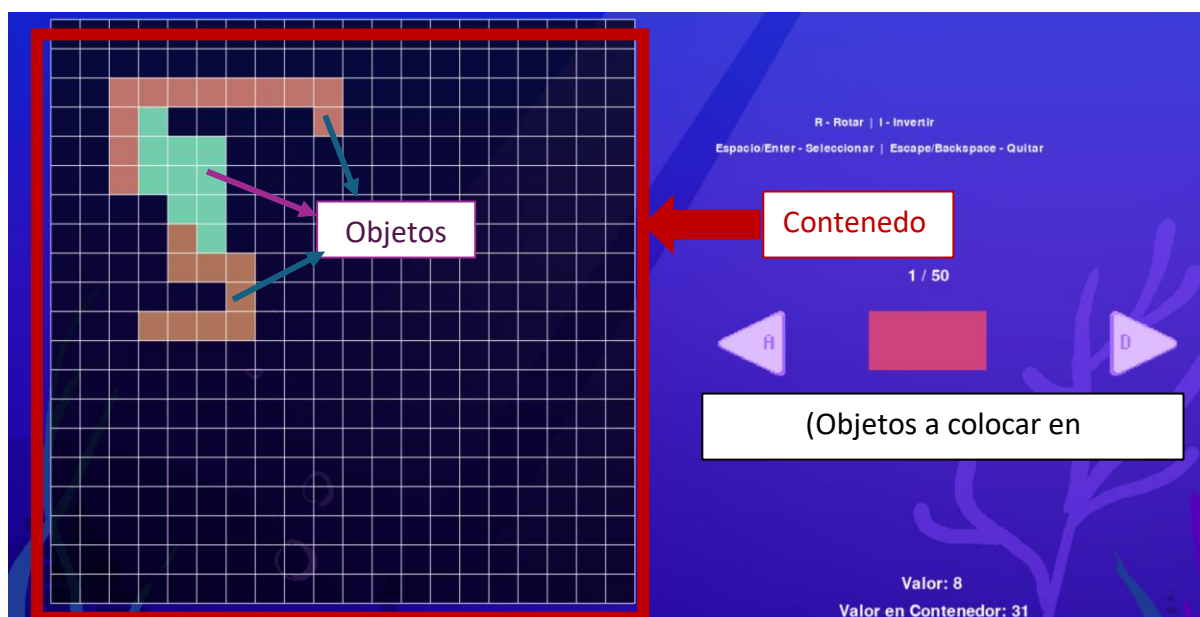 R - Rotar | I - Invertir
Espacio/Enter - Seleccionar | Escape/Backspace - Quitar
Contenedo
Objetos
1 / 50
A
D
(Objetos a colocar en
Valor: 8
Valor en Contenedor: 31